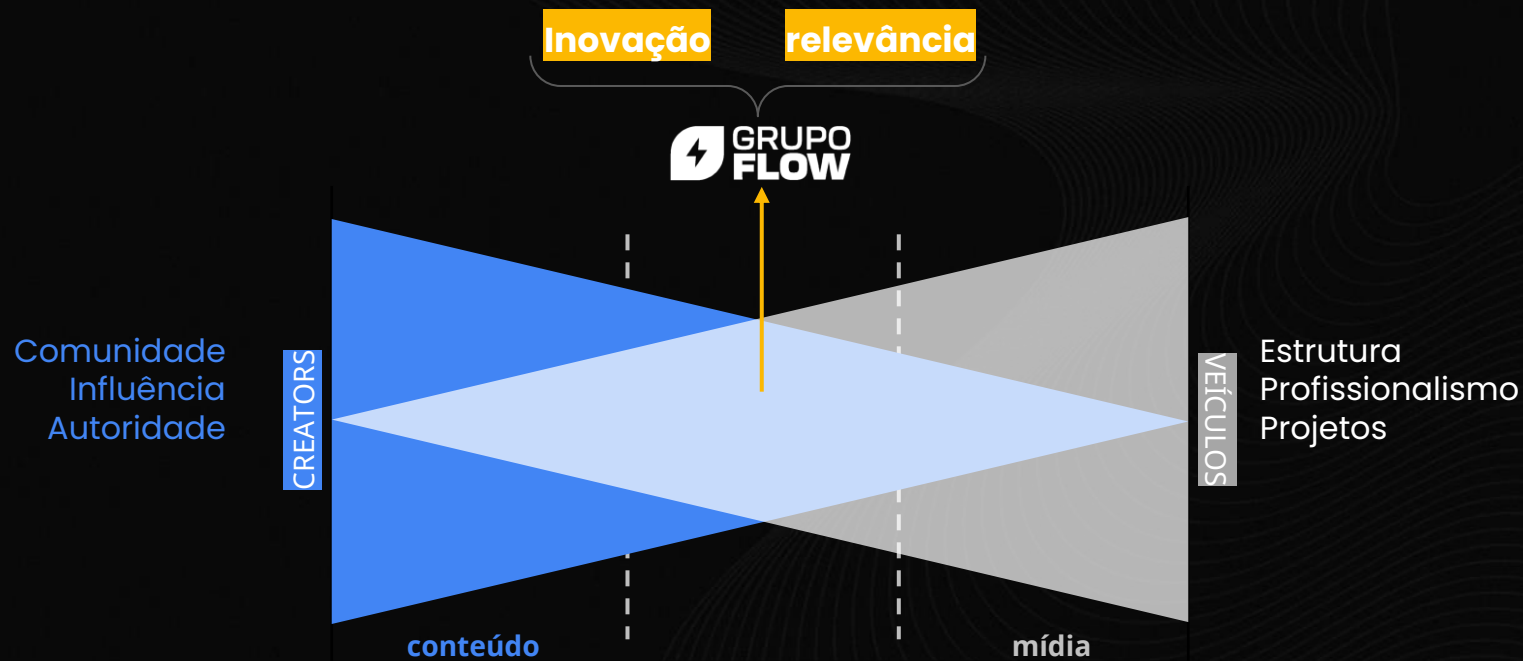 Inovação
relevância
GRUPO
FLOW
Comunidade
Influência
Autoridade
CREATORS
VEÍCULOS
Estrutura
Profissionalismo
Projetos
conteúdo
mídia